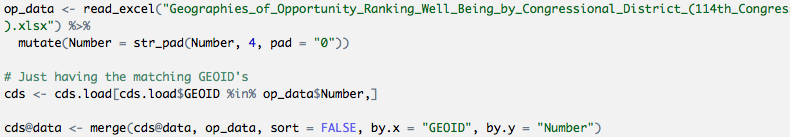 op_data <- read_excel("Geographies_of_Opportunity_Ranking_Well_Being_by_Congressional_District_(114th_Congres
).xlsx") %>%
  mutate(Number = str_pad(Number, 4, pad = "0"))
# Just having the matching GEOID's
cds <- cds.load[cds.load$GEOID %in% op_data$Number,]
cds@data <- merge(cds@data, op_data, sort = FALSE, by.x = "GEOID", by.y = "Number")